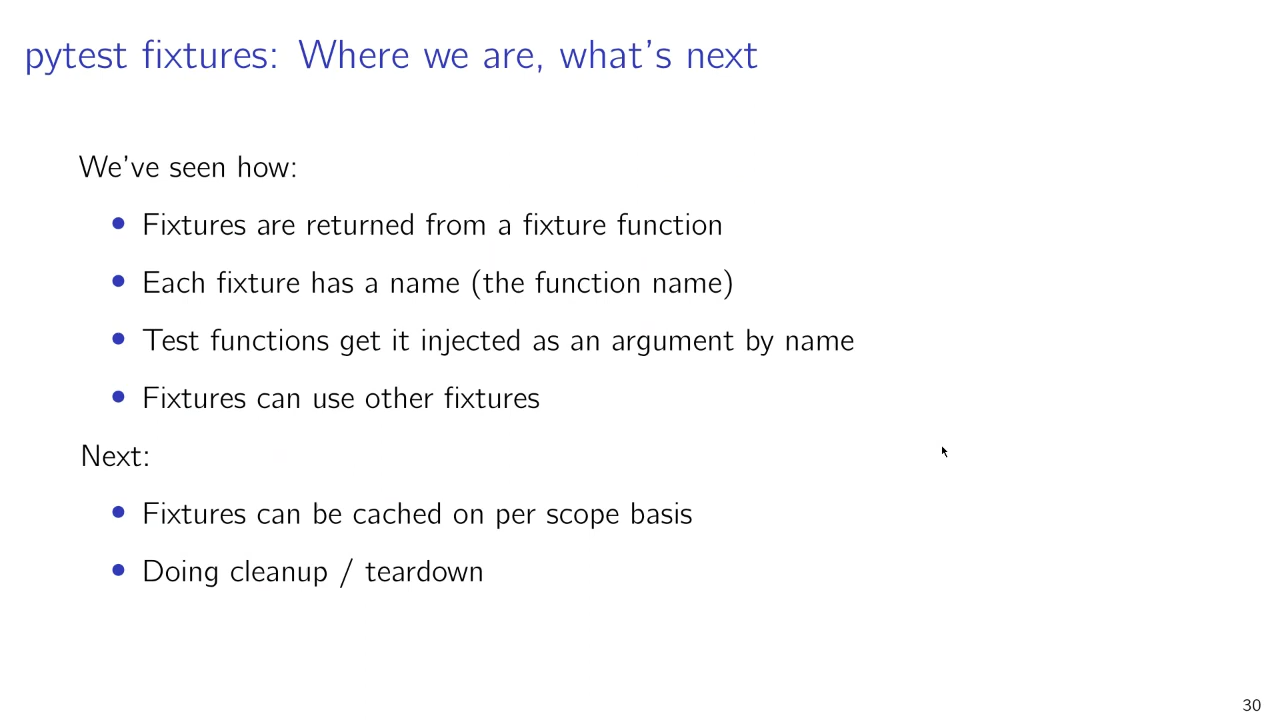 pytest fixtures: Where we are, what's next
We've seen how:
• Fixtures are returned from a fixture function
• Each fixture has a name (the function name)
• Test functions get it injected as an argument by name
• Fixtures can use other fixtures
Next:
• Fixtures can be cached on per scope basis
• Doing cleanup / teardown
30